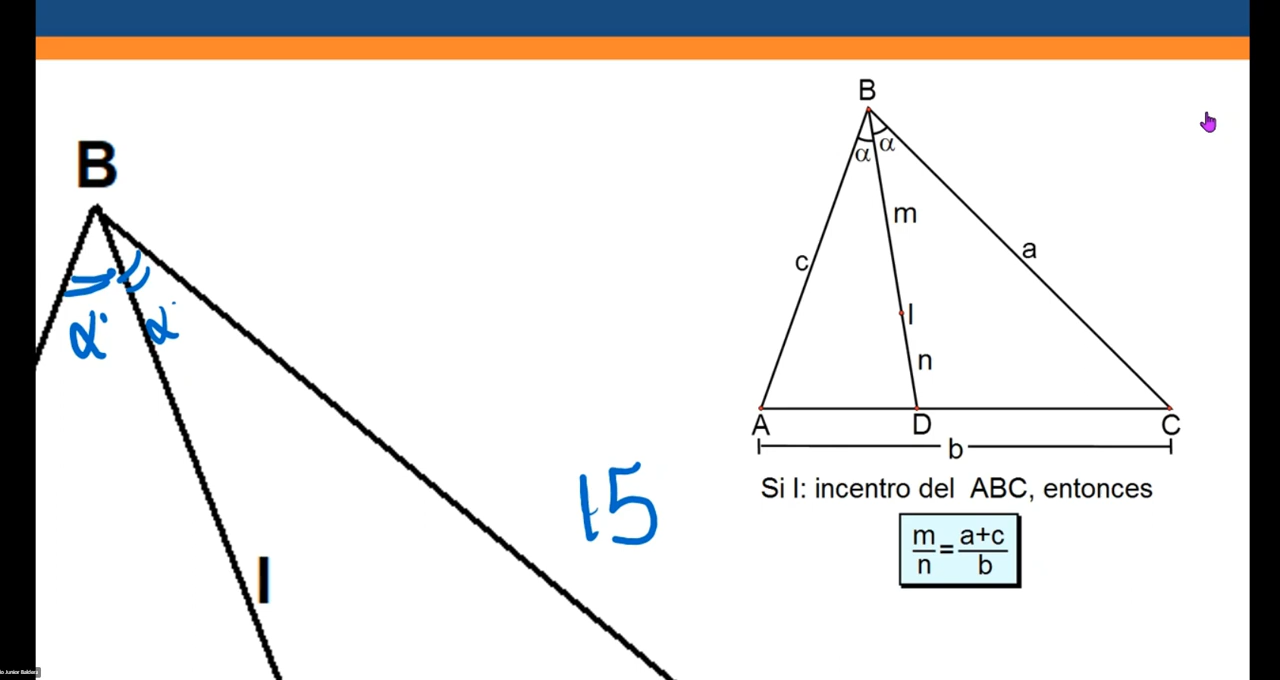 B
α α
I
15
B
α α
m
c
a
I
n
A D C
b
Si I: incentro del ABC, entonces
m/n = a+c/b